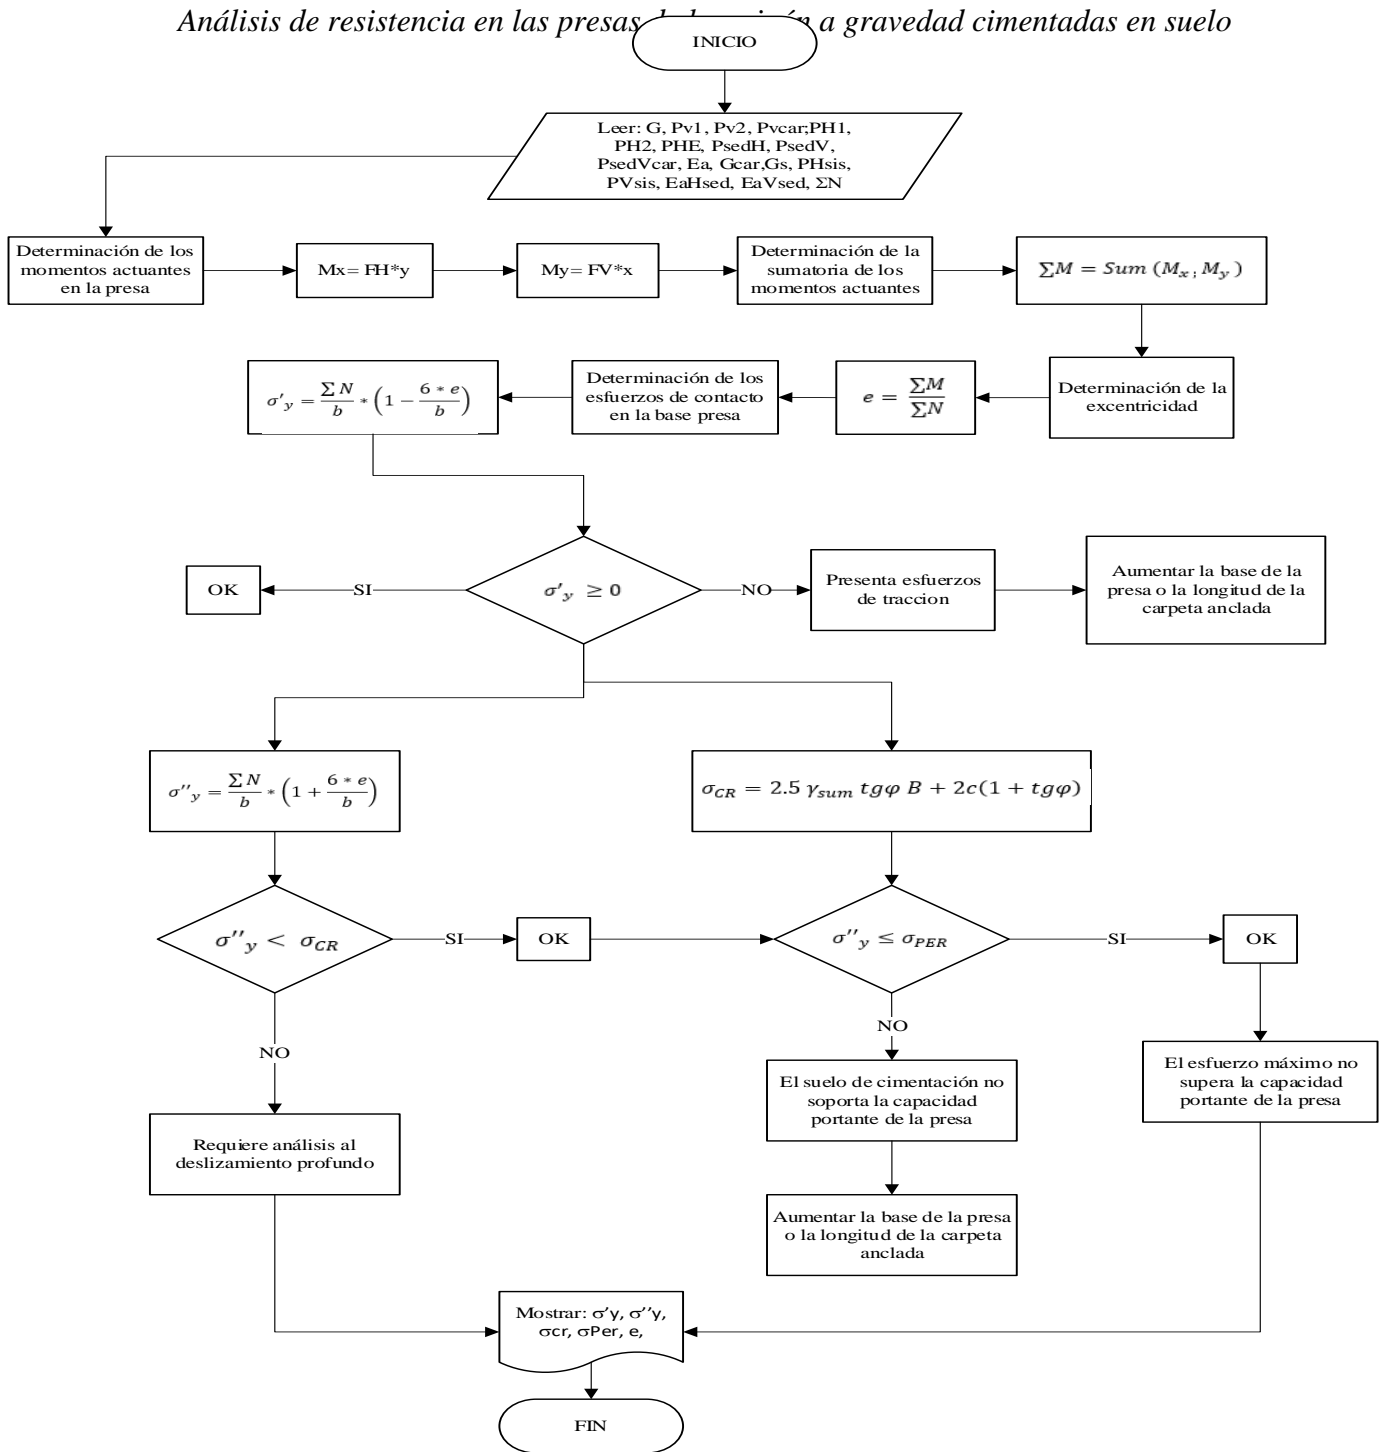 Análisis de resistencia en las presas a gravedad cimentadas en suelo
INICIO
Leer: G, Pv1, Pv2, Pvcar;PH1,
PH2, PHE, PsedH, PsedV,
PsedVcar, Ea, Gcar,Gs, PHsis,
PVsis, EaHsed, EaVsed, ΣN
Determinación de los
momentos actuantes
en la presa
Mx= FH*y
My= FV*x
Determinación de la
sumatoria de los
momentos actuantes
∑M = Sum (Mx; My)
Determinación de la
excentricidad
e = ∑M / ∑N
Determinación de los
esfuerzos de contacto
en la base presa
σ'y = ∑N / b * (1 − 6 * e / b)
σ'y ≥ 0
SI
OK
NO
Presenta esfuerzos
de traccion
Aumentar la base de la
presa o la longitud de la
carpeta anclada
σ''y = ∑N / b * (1 + 6 * e / b)
σCR = 2.5 γsum tgφ B + 2c(1 + tgφ)
σ''y < σCR
SI
OK
σ''y ≤ σPER
SI
OK
NO
NO
El suelo de cimentación no
soporta la capacidad
portante de la presa
El esfuerzo máximo no
supera la capacidad
portante de la presa
Requiere análisis al
deslizamiento profundo
Aumentar la base de la presa
o la longitud de la carpeta
anclada
Mostrar: σ'y, σ''y,
σcr, σPer, e,
FIN